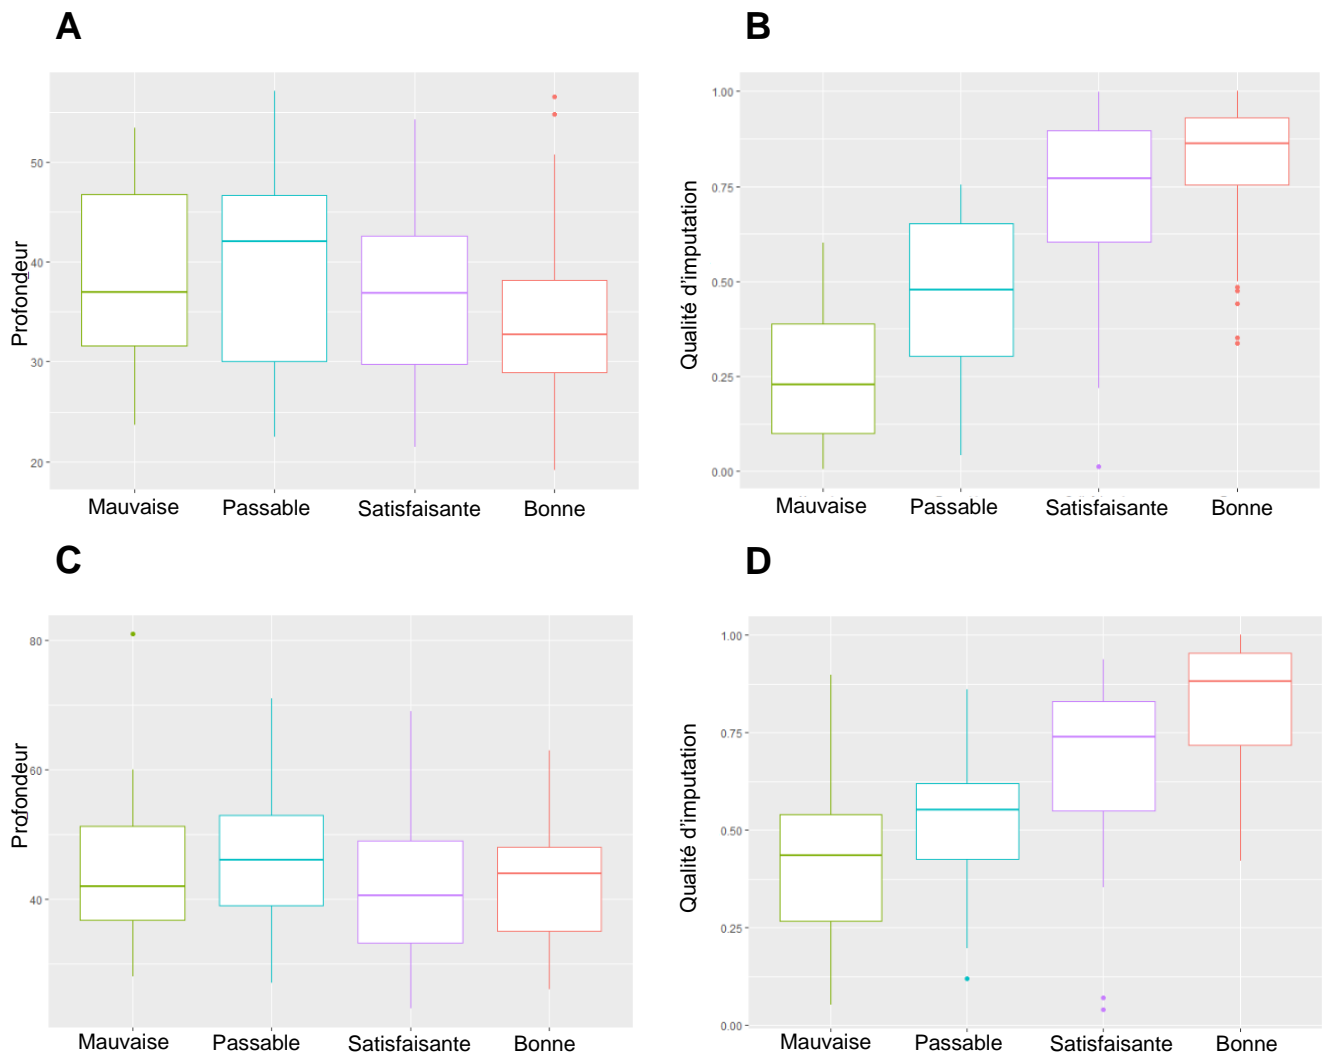 A
B
Profondeur
50
40
30
20
Mauvaise
Passable
Satisfaisante
Bonne
Qualité d'imputation
1.00
0.75
0.50
0.25
0.00
Mauvaise
Passable
Satisfaisante
Bonne
C
D
Profondeur
80
60
40
Mauvaise
Passable
Satisfaisante
Bonne
Qualité d'imputation
1.00
0.75
0.50
0.25
0.00
Mauvaise
Passable
Satisfaisante
Bonne